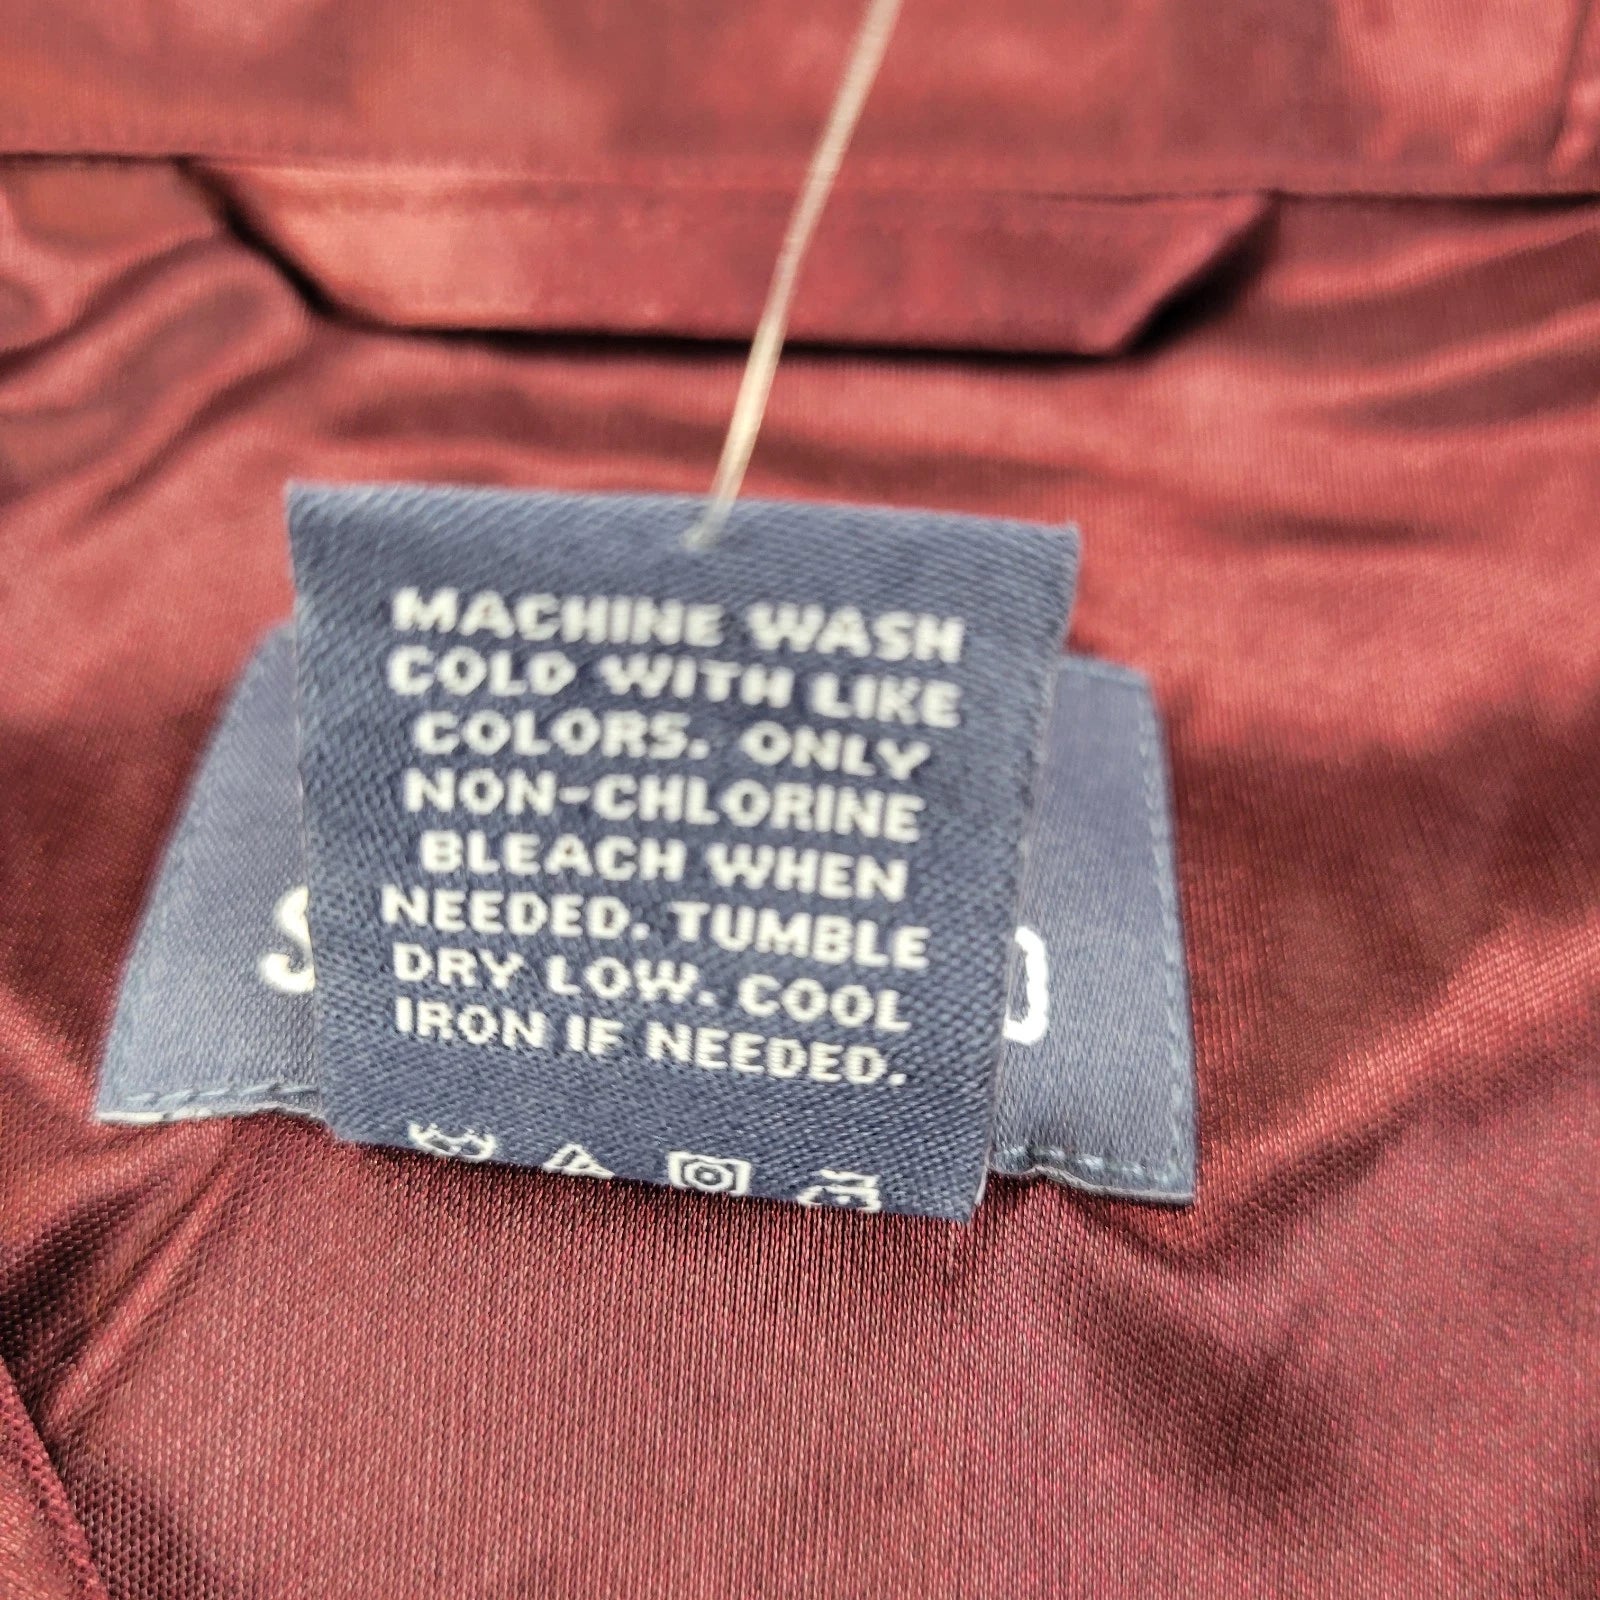 MACHINE WASH
COLD WITH LIKE
COLORS. ONLY
NON-CHLORINE
BLEACH WHEN
NEEDED. TUMBLE
DRY LOW. COOL
IRON IF NEEDED.